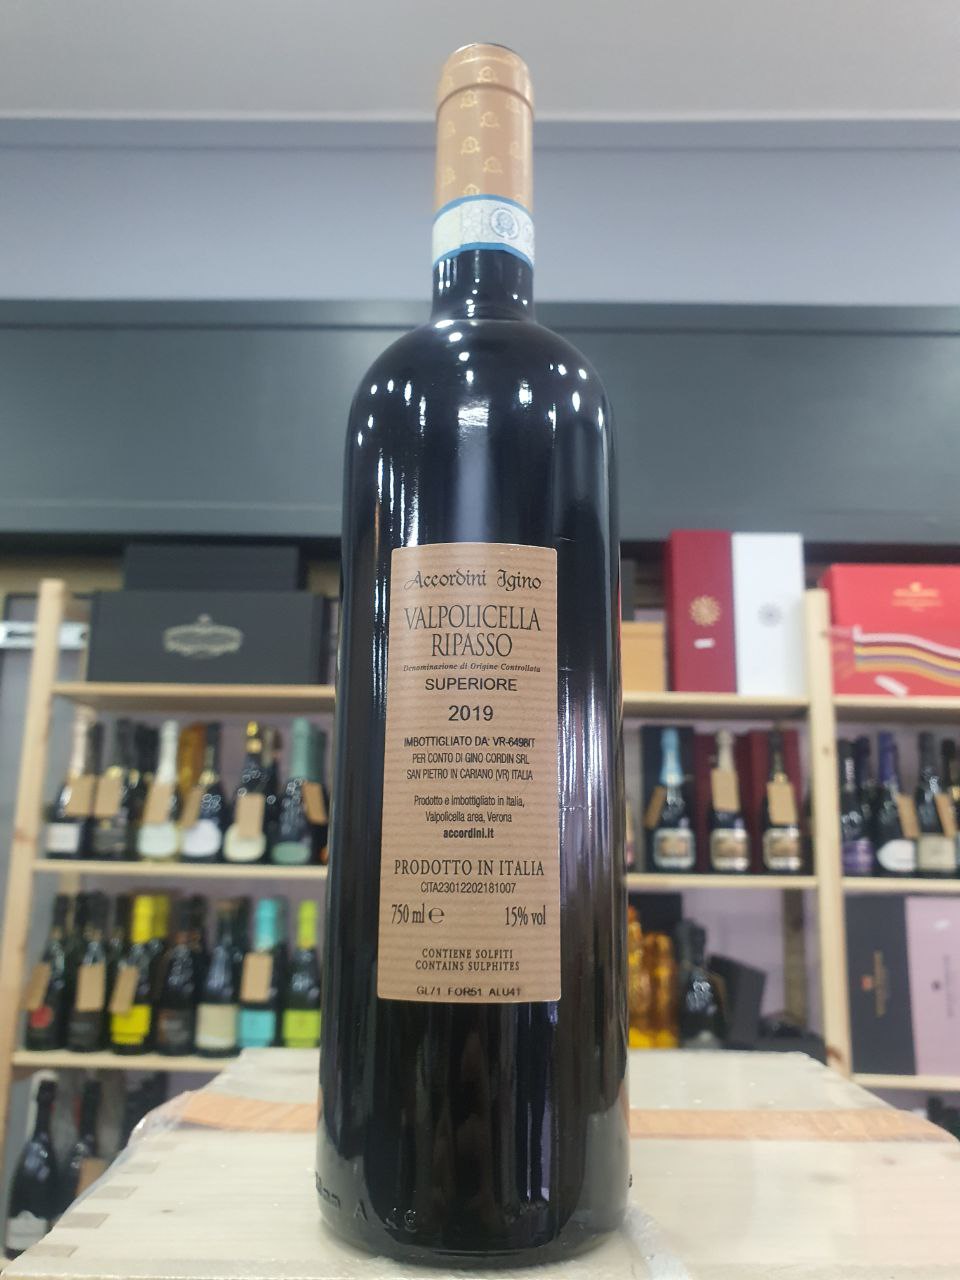 Accordini Igino
VALPOLICELLA
RIPASSO
Denominazione di Origine Controllata
SUPERIORE
2019
IMBOTTIGLIATO DA: VR-6498IT
PER CONTO DI GINO CORDIN SRL
SAN PIETRO IN CARIANO (VR) ITALIA
Prodotto e imbottigliato in Italia,
Valpolicella area, Verona
accordini.it
PRODOTTO IN ITALIA
CITA23012202181007
750 ml e 15% vol
CONTIENE SOLFITI
CONTAINS SULPHITES
GL71 FOR51 ALU41